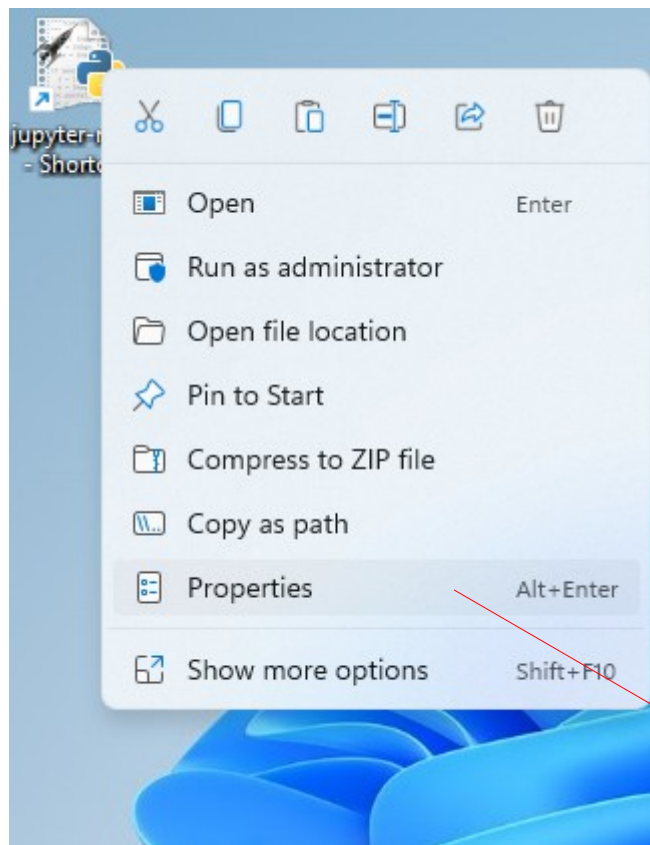 jupyter-
- Short
Open Enter
Run as administrator
Open file location
Pin to Start
Compress to ZIP file
Copy as path
Properties Alt+Enter
Show more options Shift+F10